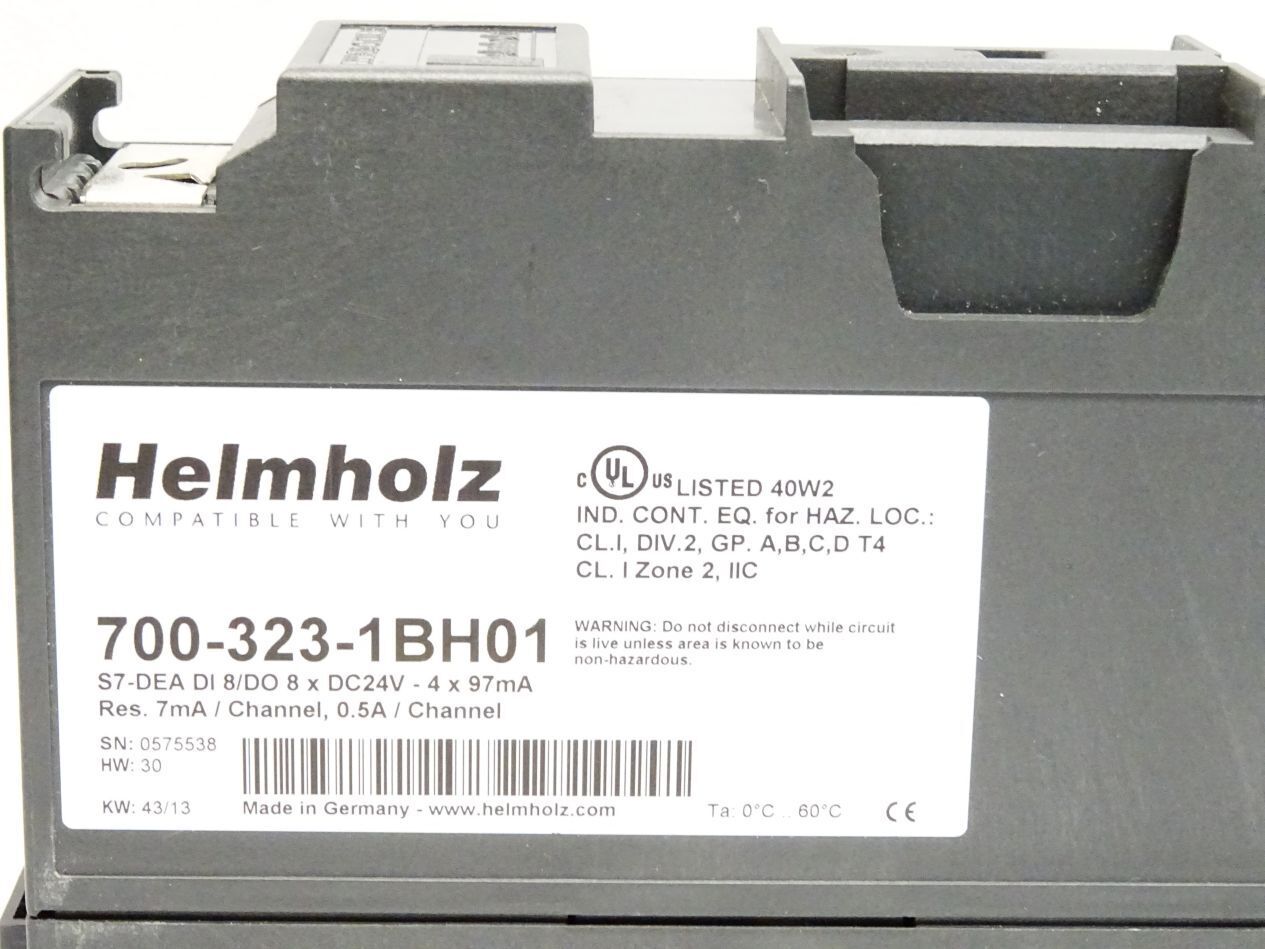 Helmholz
COMPATIBLE WITH YOU
C UL US LISTED 40W2
IND. CONT. EQ. for HAZ. LOC.:
CL.I, DIV.2, GP. A,B,C,D T4
CL. I Zone 2, IIC
700-323-1BH01
WARNING: Do not disconnect while circuit
is live unless area is known to be
non-hazardous.
S7-DEA DI 8/DO 8 x DC24V - 4 x 97mA
Res. 7mA / Channel, 0.5A / Channel
SN: 0575538
HW: 30
KW: 43/13
Made in Germany - www.helmholz.com
Ta: 0°C .. 60°C
CE